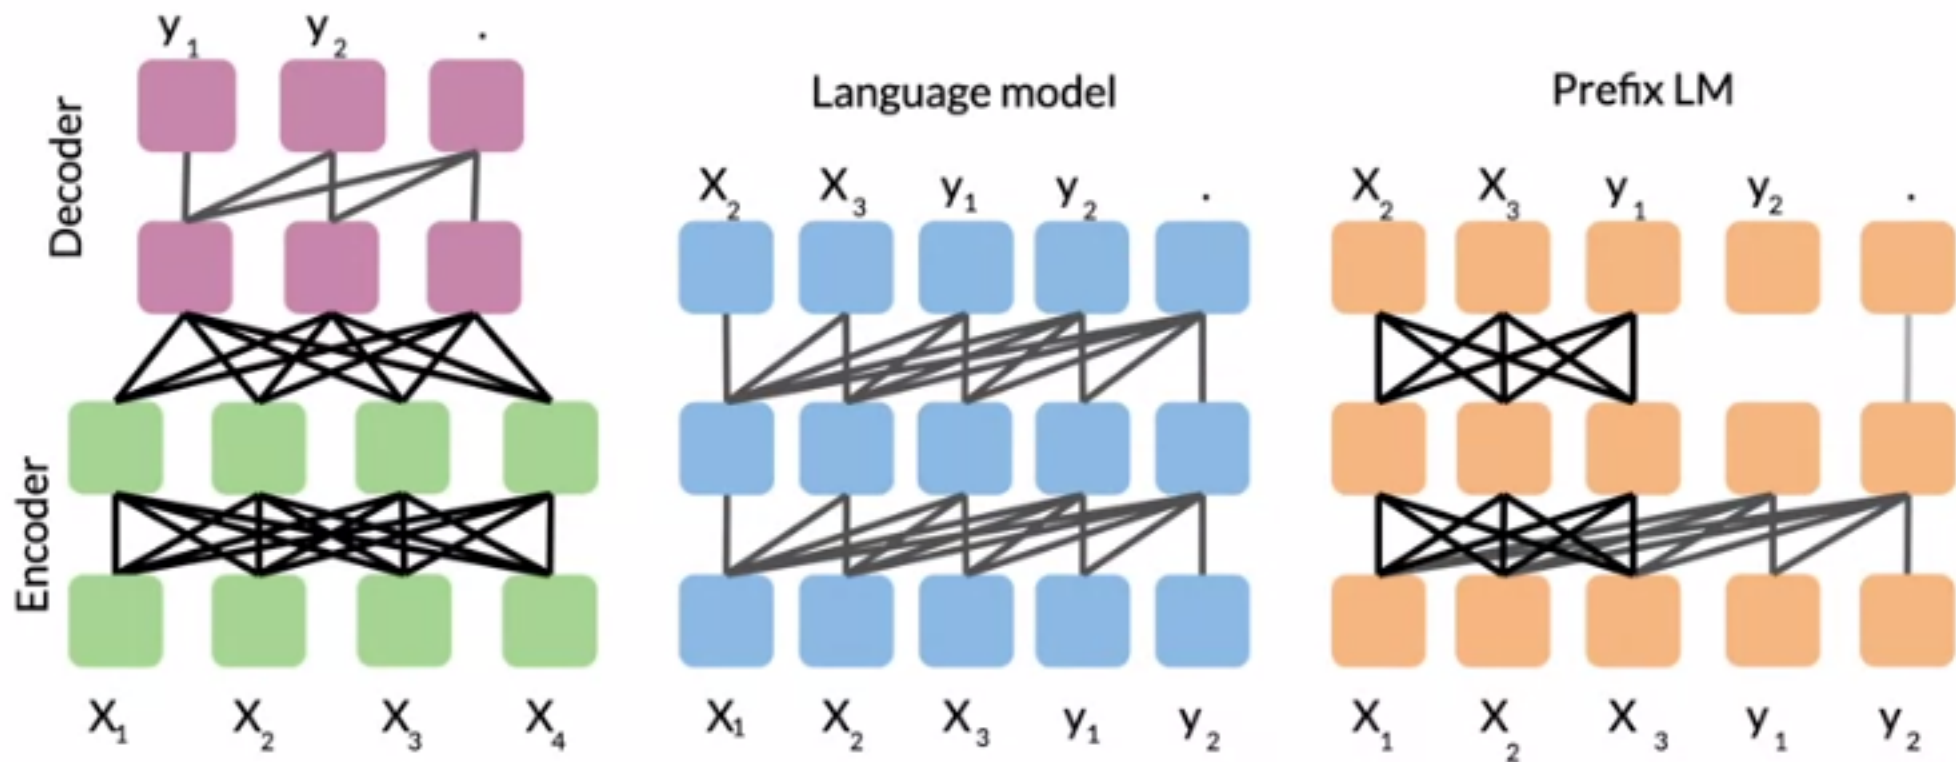 y1 y2 .
Decoder
Encoder
X1 X2 X3 X4
Language model
X2 X3 y1 y2 .
X1 X2 X3 y1 y2
Prefix LM
X2 X3 y1 y2 .
X1 X2 X3 y1 y2